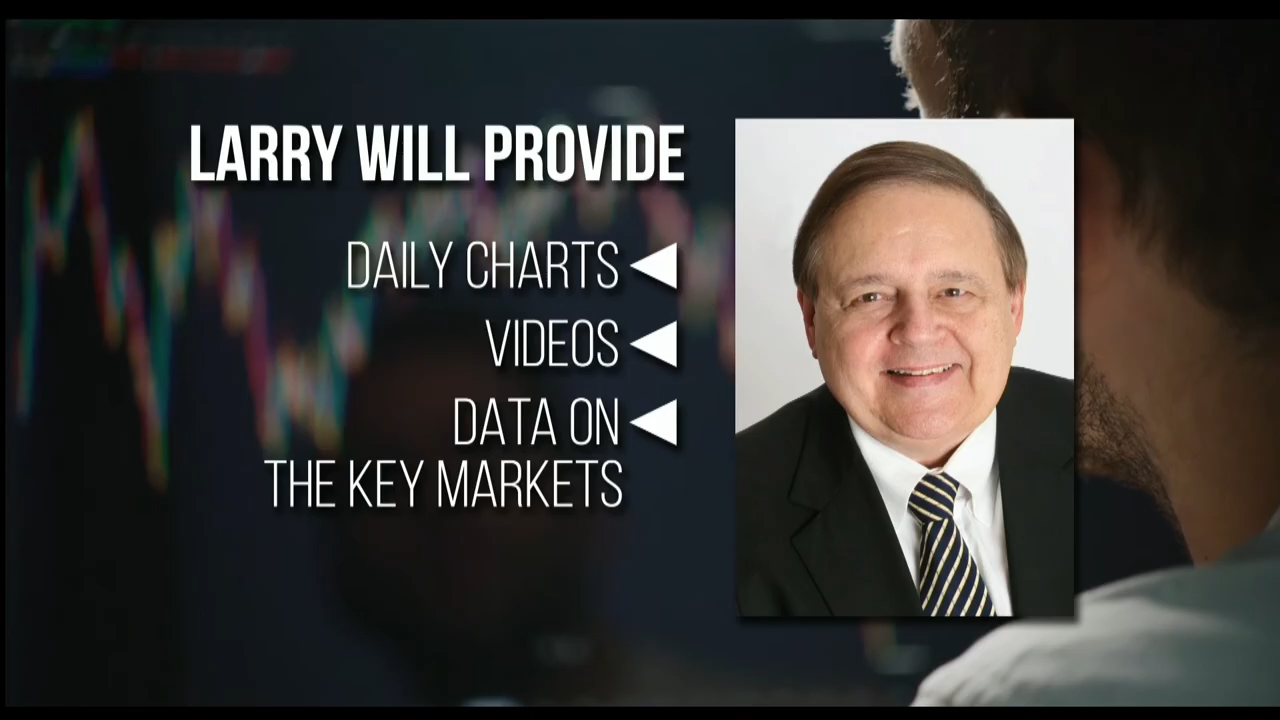 LARRY WILL PROVIDE
DAILY CHARTS
VIDEOS
DATA ON
THE KEY MARKETS